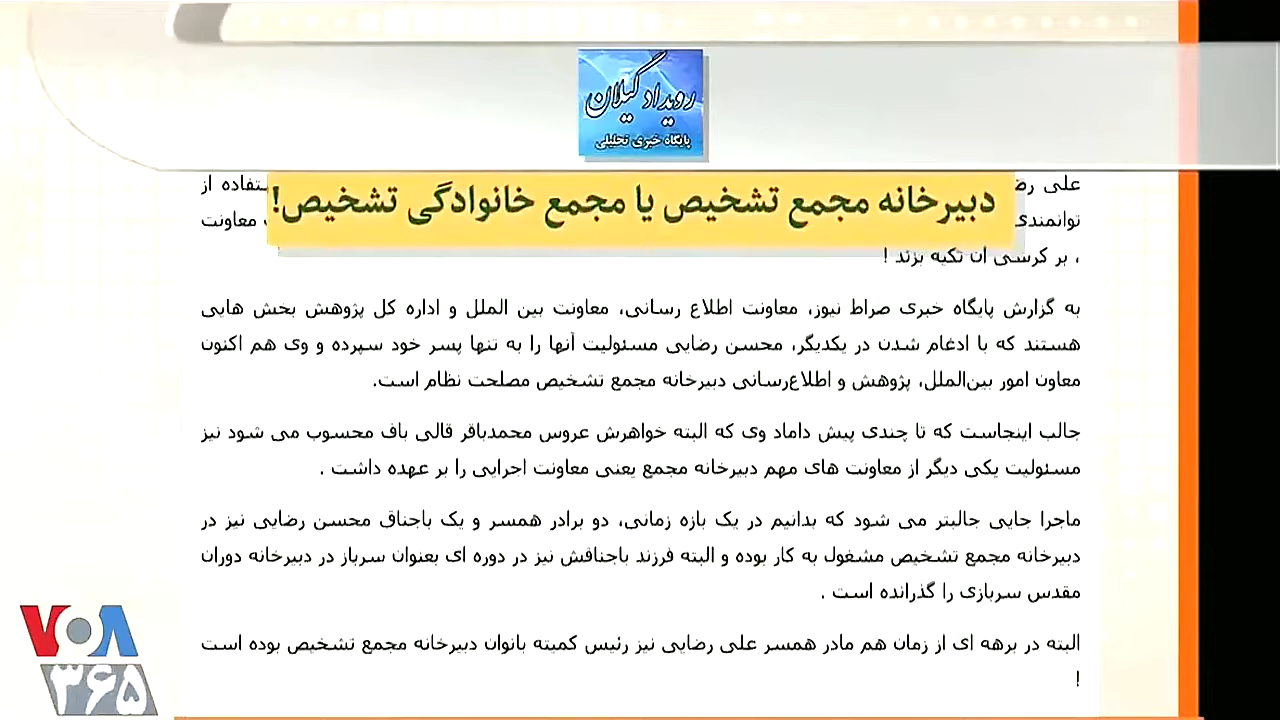 رویداد گیلان
پایگاه خبری تحلیلی
دبیرخانه مجمع تشخیص یا مجمع خانوادگی تشخیص!
علی
توانمندی
معاونت
، بر کرسی آن تکیه بزند !
به گزارش پایگاه خبری صراط نیوز، معاونت اطلاع رسانی، معاونت بین الملل و اداره کل پژوهش بخش هایی
هستند که با ادغام شدن در یکدیگر، محسن رضایی مسئولیت آنها را به تنها پسر خود سپرده و وی هم اکنون
معاون امور بین‌الملل، پژوهش و اطلاع‌رسانی دبیرخانه مجمع تشخیص مصلحت نظام است.
جالب اینجاست که تا چندی پیش داماد وی که البته خواهرش عروس محمدباقر قالی باف محسوب می شود نیز
مسئولیت یکی دیگر از معاونت های مهم دبیرخانه مجمع یعنی معاونت اجرایی را بر عهده داشت .
ماجرا جایی جالبتر می شود که بدانیم در یک بازه زمانی، دو برادر همسر و یک باجناق محسن رضایی نیز در
دبیرخانه مجمع تشخیص مشغول به کار بوده و البته فرزند باجناقش نیز در دوره ای بعنوان سرباز در دبیرخانه دوران
مقدس سربازی را گذرانده است .
البته در برهه ای از زمان هم مادر همسر علی رضایی نیز رئیس کمیته بانوان دبیرخانه مجمع تشخیص بوده است
!
VOA
۳۶۵